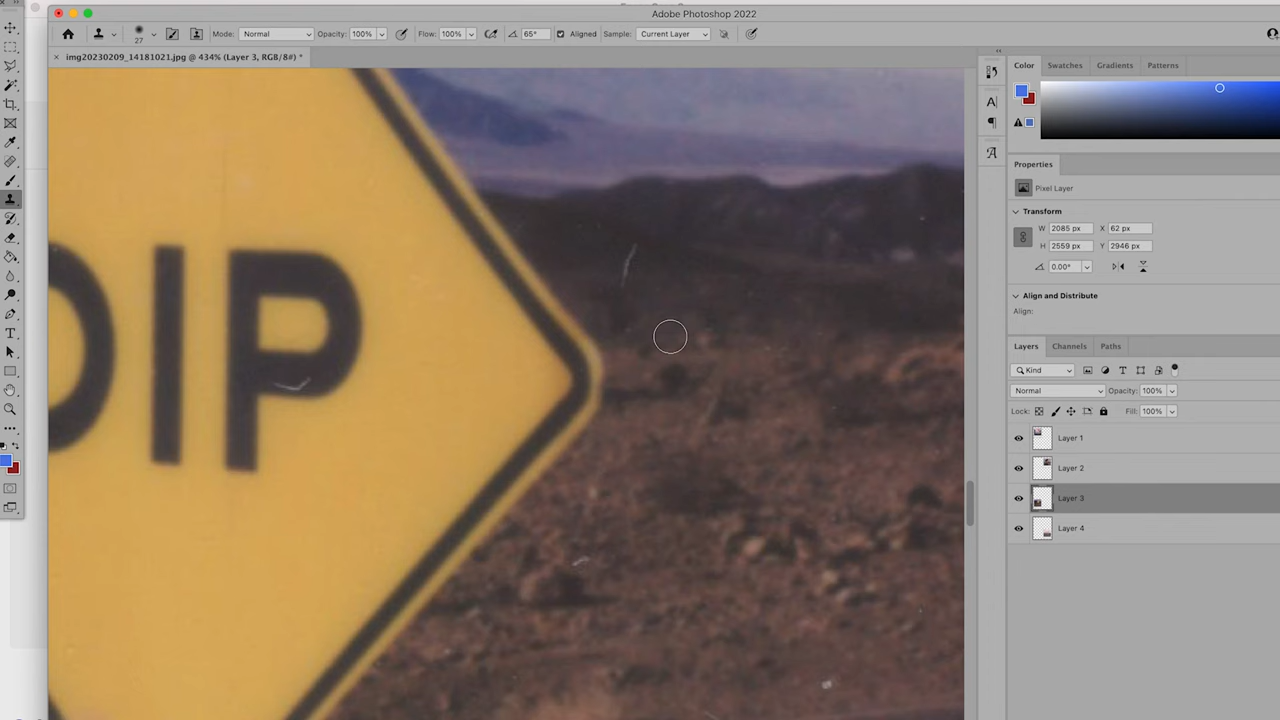 Adobe Photoshop 2022
27
Mode: Normal
Opacity: 100%
Flow: 100%
65°
Aligned
Sample: Current Layer
× img20230209_14181021.jpg @ 434% (Layer 3, RGB/8#) *
DIP
Color Swatches Gradients Patterns
Properties
Pixel Layer
Transform
W 2085 px X 62 px
H 2559 px Y 2946 px
0.00°
Align and Distribute
Align:
Layers Channels Paths
Kind
Normal Opacity: 100%
Lock: Fill: 100%
Layer 1
Layer 2
Layer 3
Layer 4